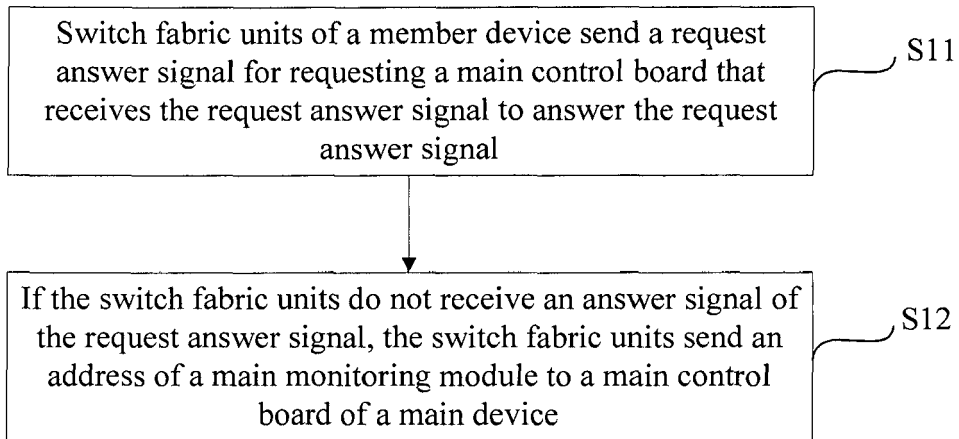 Switch fabric units of a member device send a request
answer signal for requesting a main control board that
receives the request answer signal to answer the request
answer signal
S11
If the switch fabric units do not receive an answer signal of
the request answer signal, the switch fabric units send an
address of a main monitoring module to a main control
board of a main device
S12